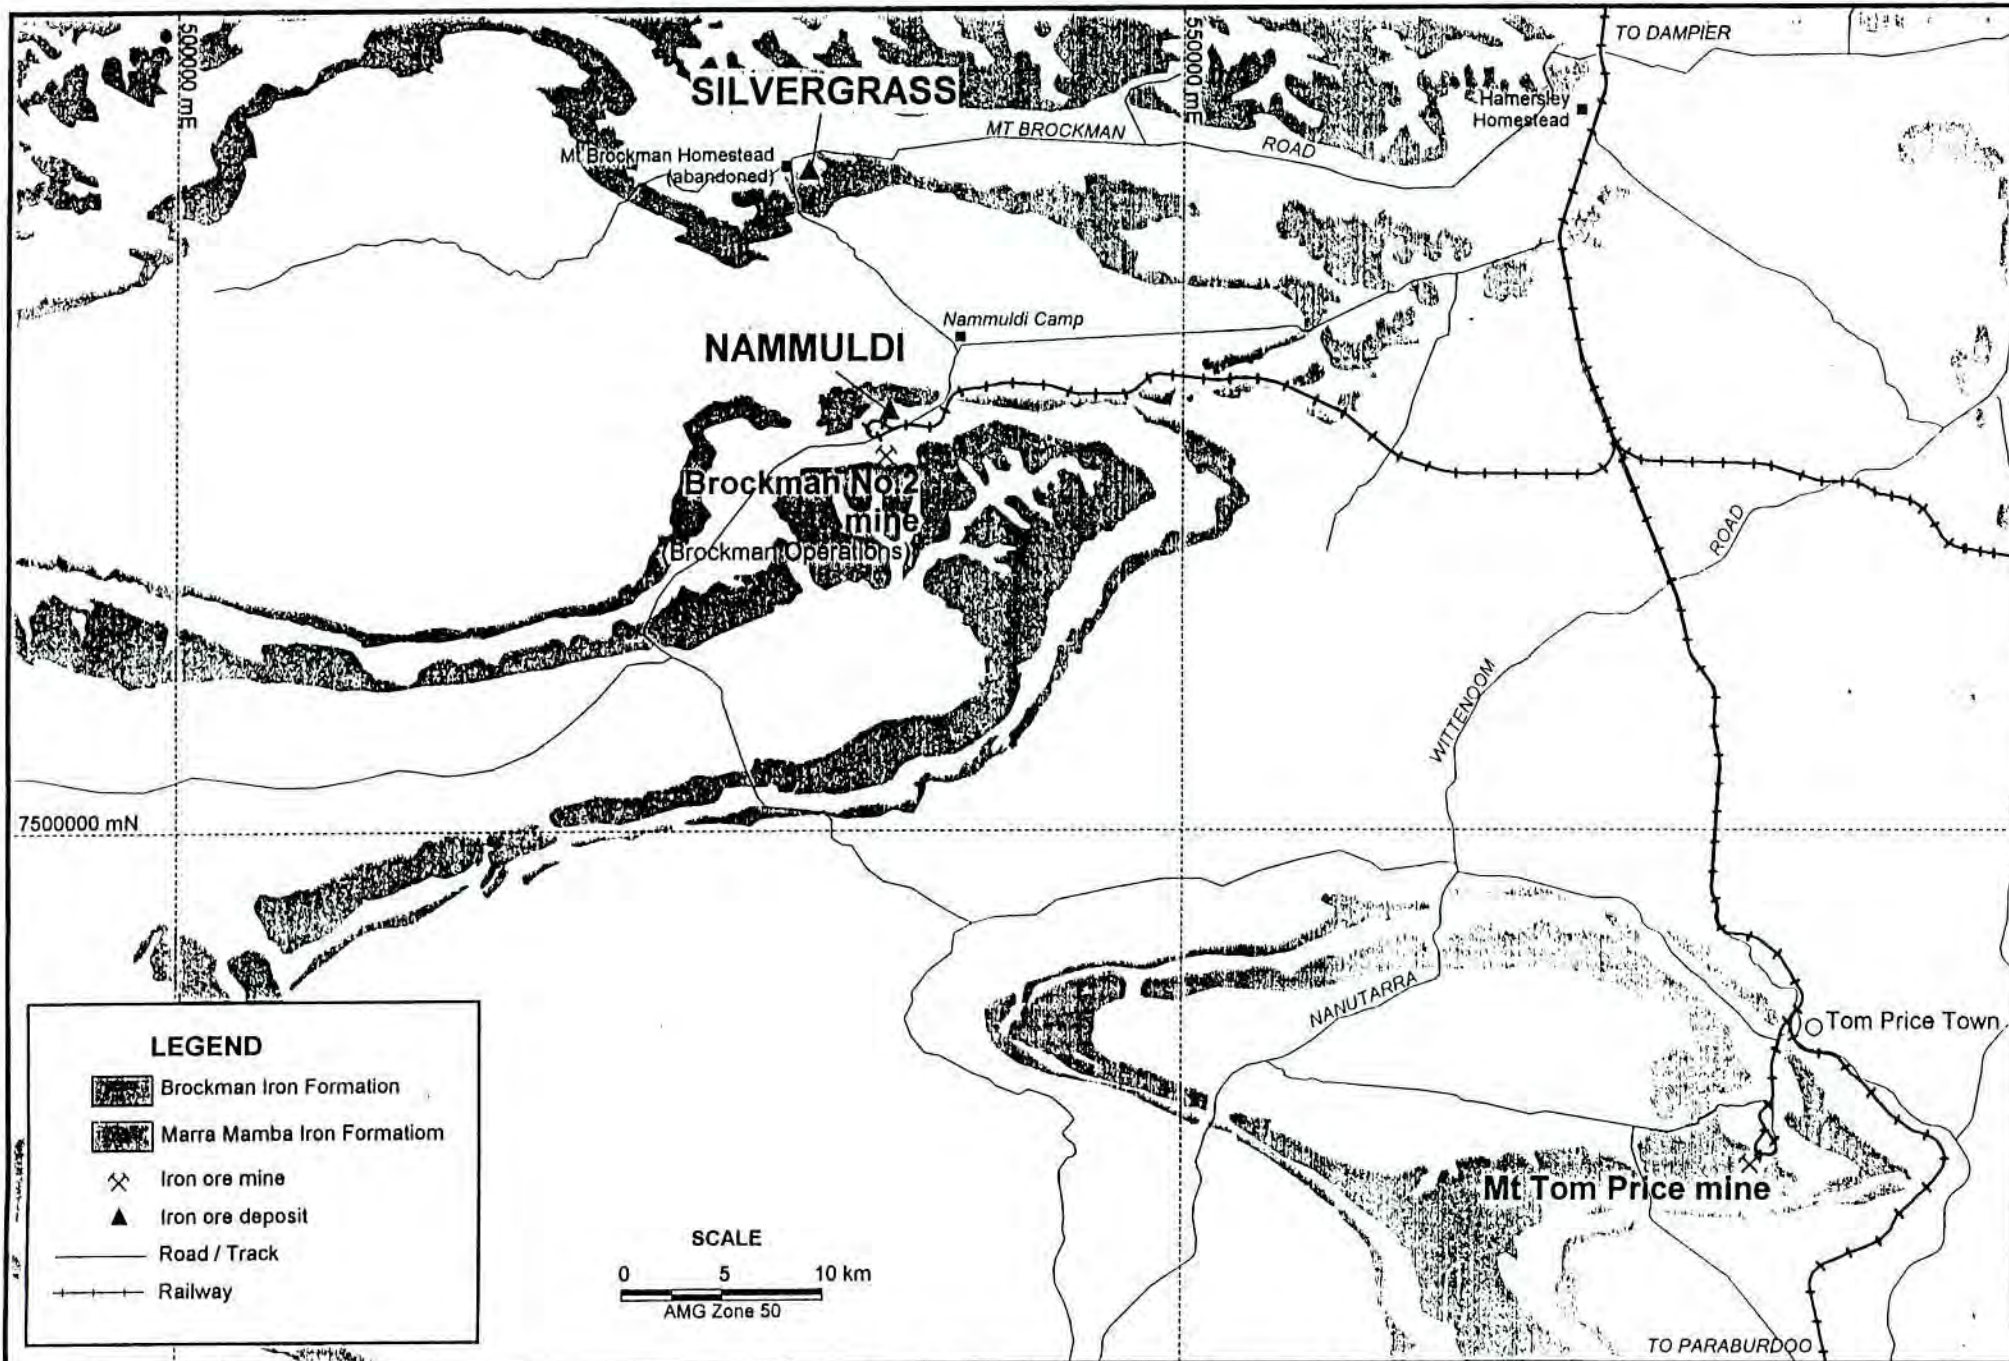 500000 mE
550000 mE
TO DAMPIER
SILVERGRASS
Hamersley
Homestead
MT BROCKMAN
ROAD
Mt Brockman Homestead
(abandoned)
Nammuldi Camp
NAMMULDI
Brockman No.2
mine
(Brockman Operations)
ROAD
WITTENOOM
7500000 mN
NANUTARRA
Tom Price Town
Mt Tom Price mine
TO PARABURDOO
LEGEND
Brockman Iron Formation
Marra Mamba Iron Formatiom
Iron ore mine
Iron ore deposit
Road / Track
Railway
SCALE
0 5 10 km
AMG Zone 50